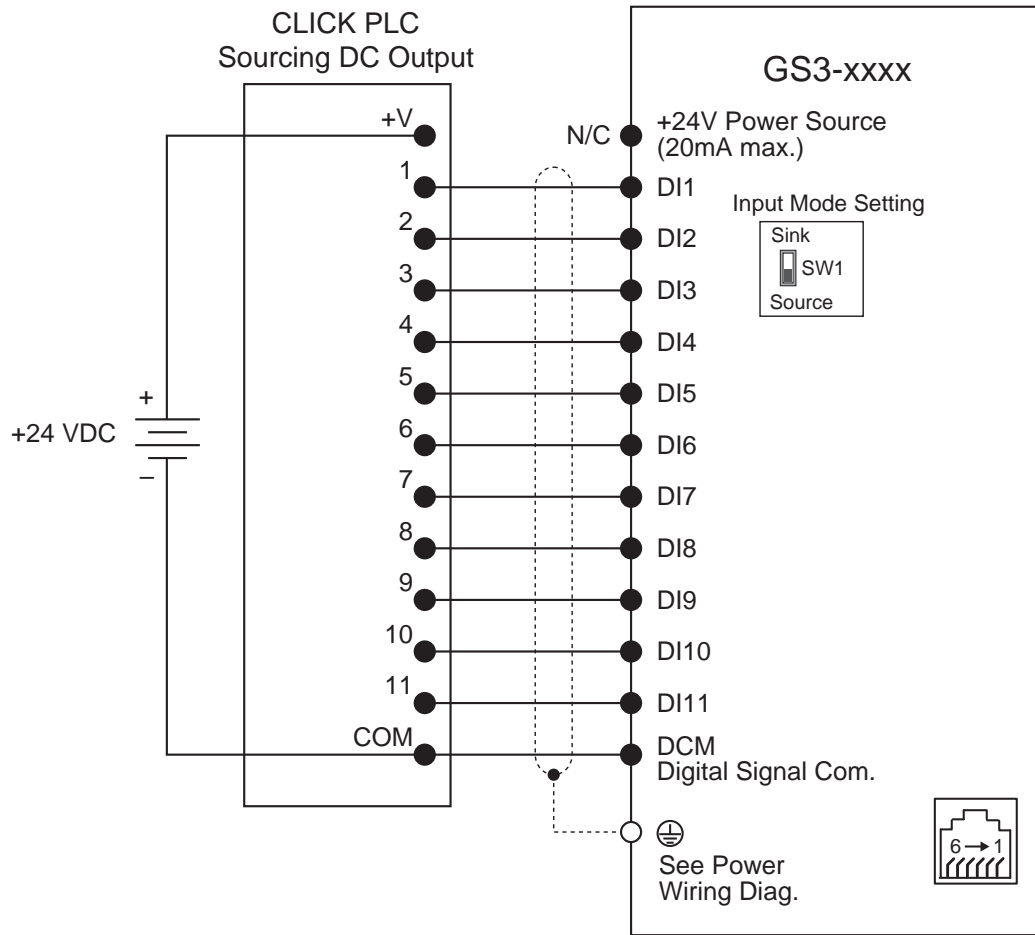 CLICK PLC
Sourcing DC Output
GS3-xxxx
+V
N/C
+24V Power Source
(20mA max.)
1
DI1
Input Mode Setting
Sink
SW1
Source
2
DI2
3
DI3
4
DI4
5
DI5
+
+24 VDC
–
6
DI6
7
DI7
8
DI8
9
DI9
10
DI10
11
DI11
COM
DCM
Digital Signal Com.
See Power
Wiring Diag.
6 → 1